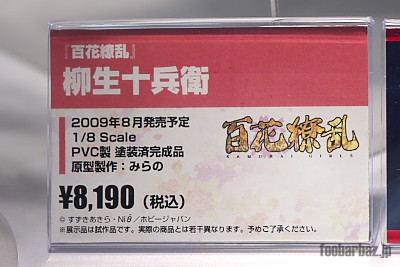 『百花繚乱』
柳生十兵衛
2009年8月発売予定
1/8 Scale
PVC製 塗装済完成品
原型製作：みらの
百花繚乱
SAMURAI GIRLS
¥8,190（税込）
© すずきあきら・Niθ／ホビージャパン
※展示品は試作品です。実際の商品とは若干異なります。予めご了承ください。
foobarbaz.jp